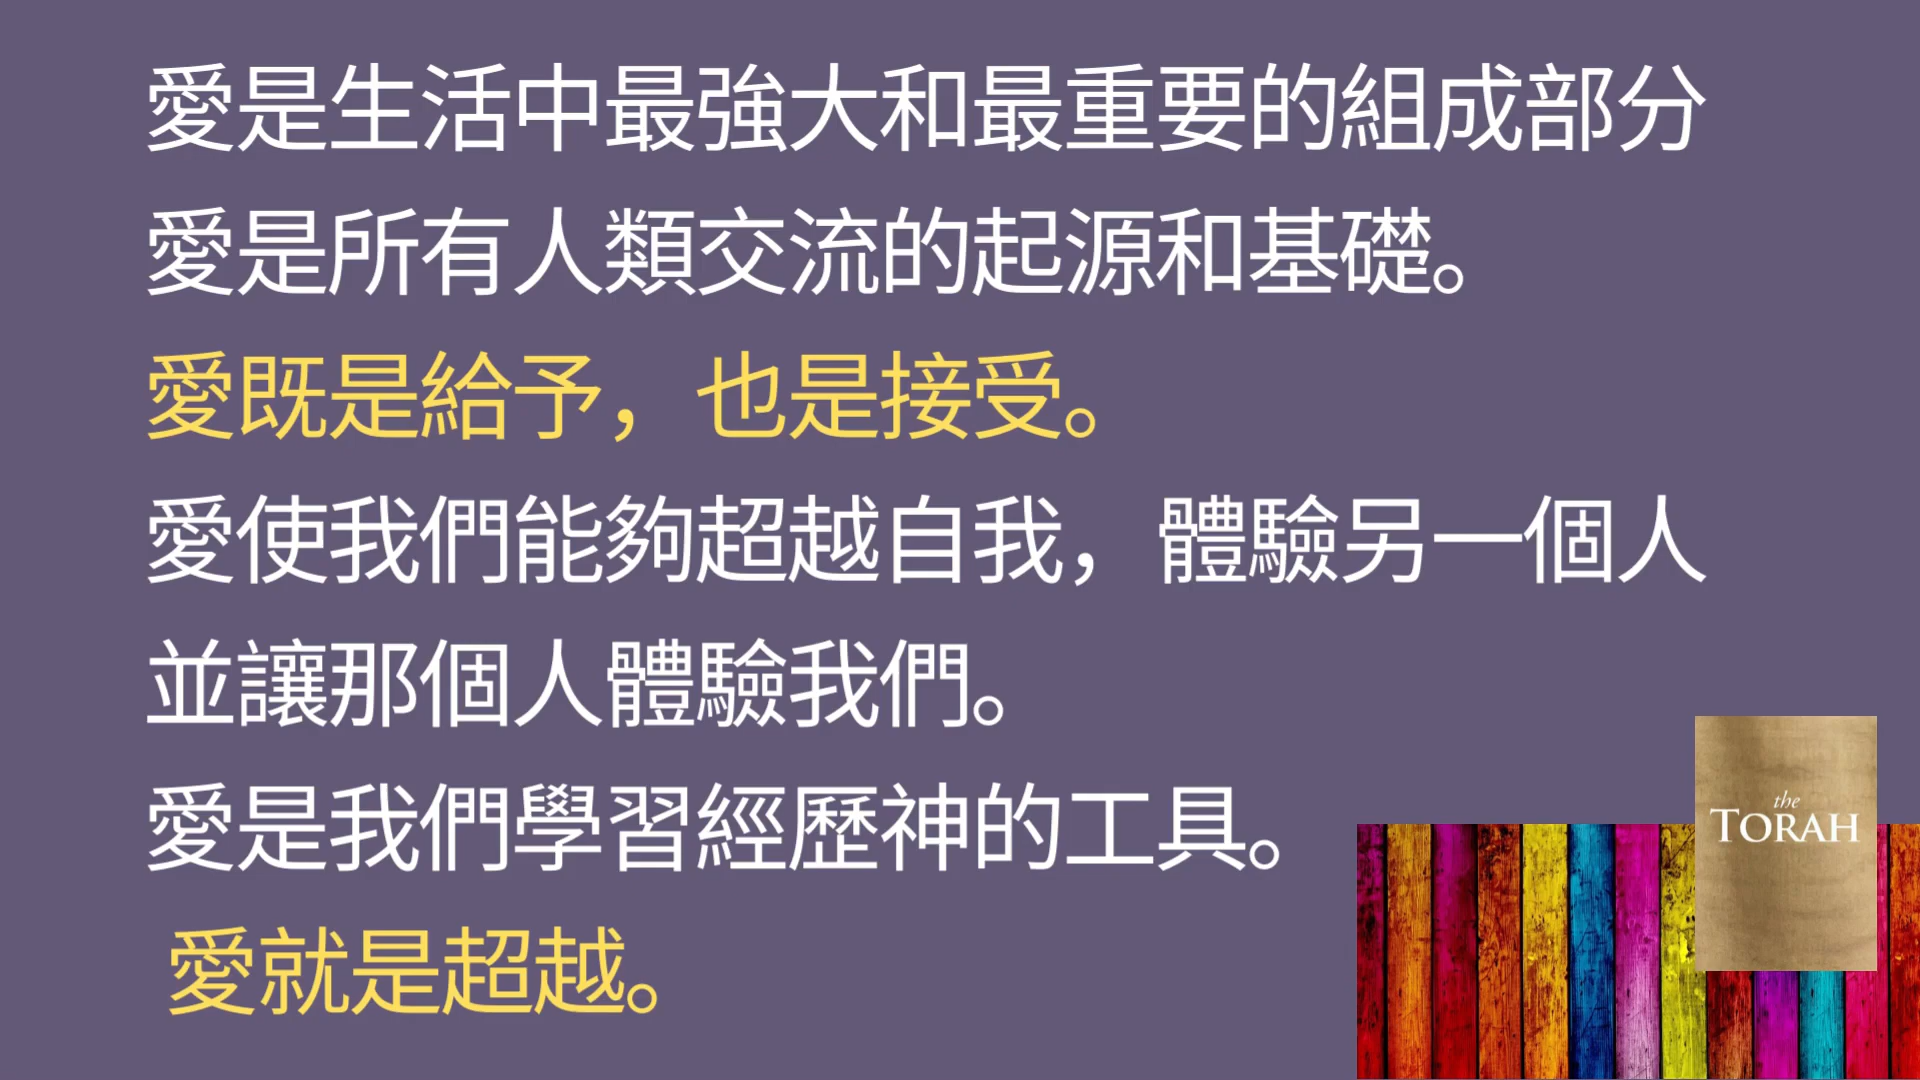 愛是生活中最強大和最重要的組成部分
愛是所有人類交流的起源和基礎。
愛既是給予，也是接受。
愛使我們能夠超越自我，體驗另一個人
並讓那個人體驗我們。
愛是我們學習經歷神的工具。
愛就是超越。
the
TORAH